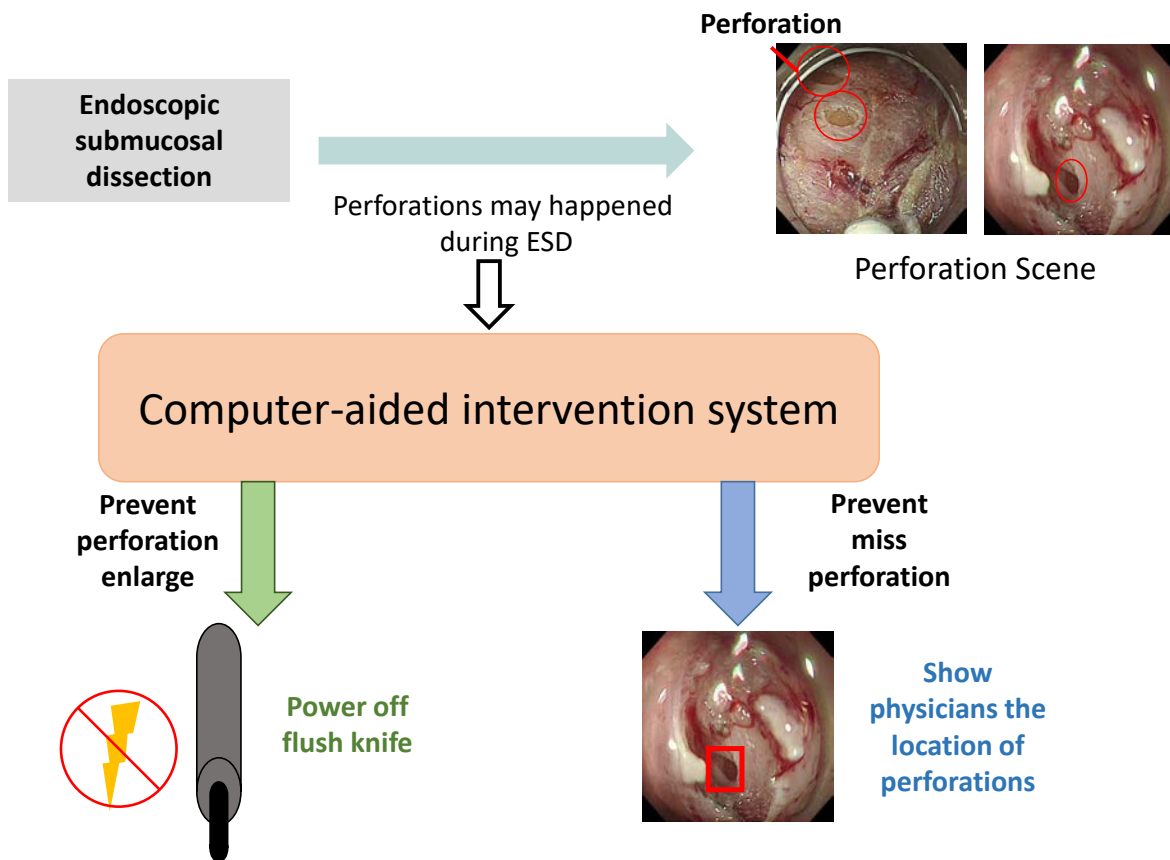 Perforation
Endoscopic
submucosal
dissection
Perforations may happened
during ESD
Perforation Scene
Computer-aided intervention system
Prevent
perforation
enlarge
Prevent
miss
perforation
Power off
flush knife
Show
physicians the
location of
perforations